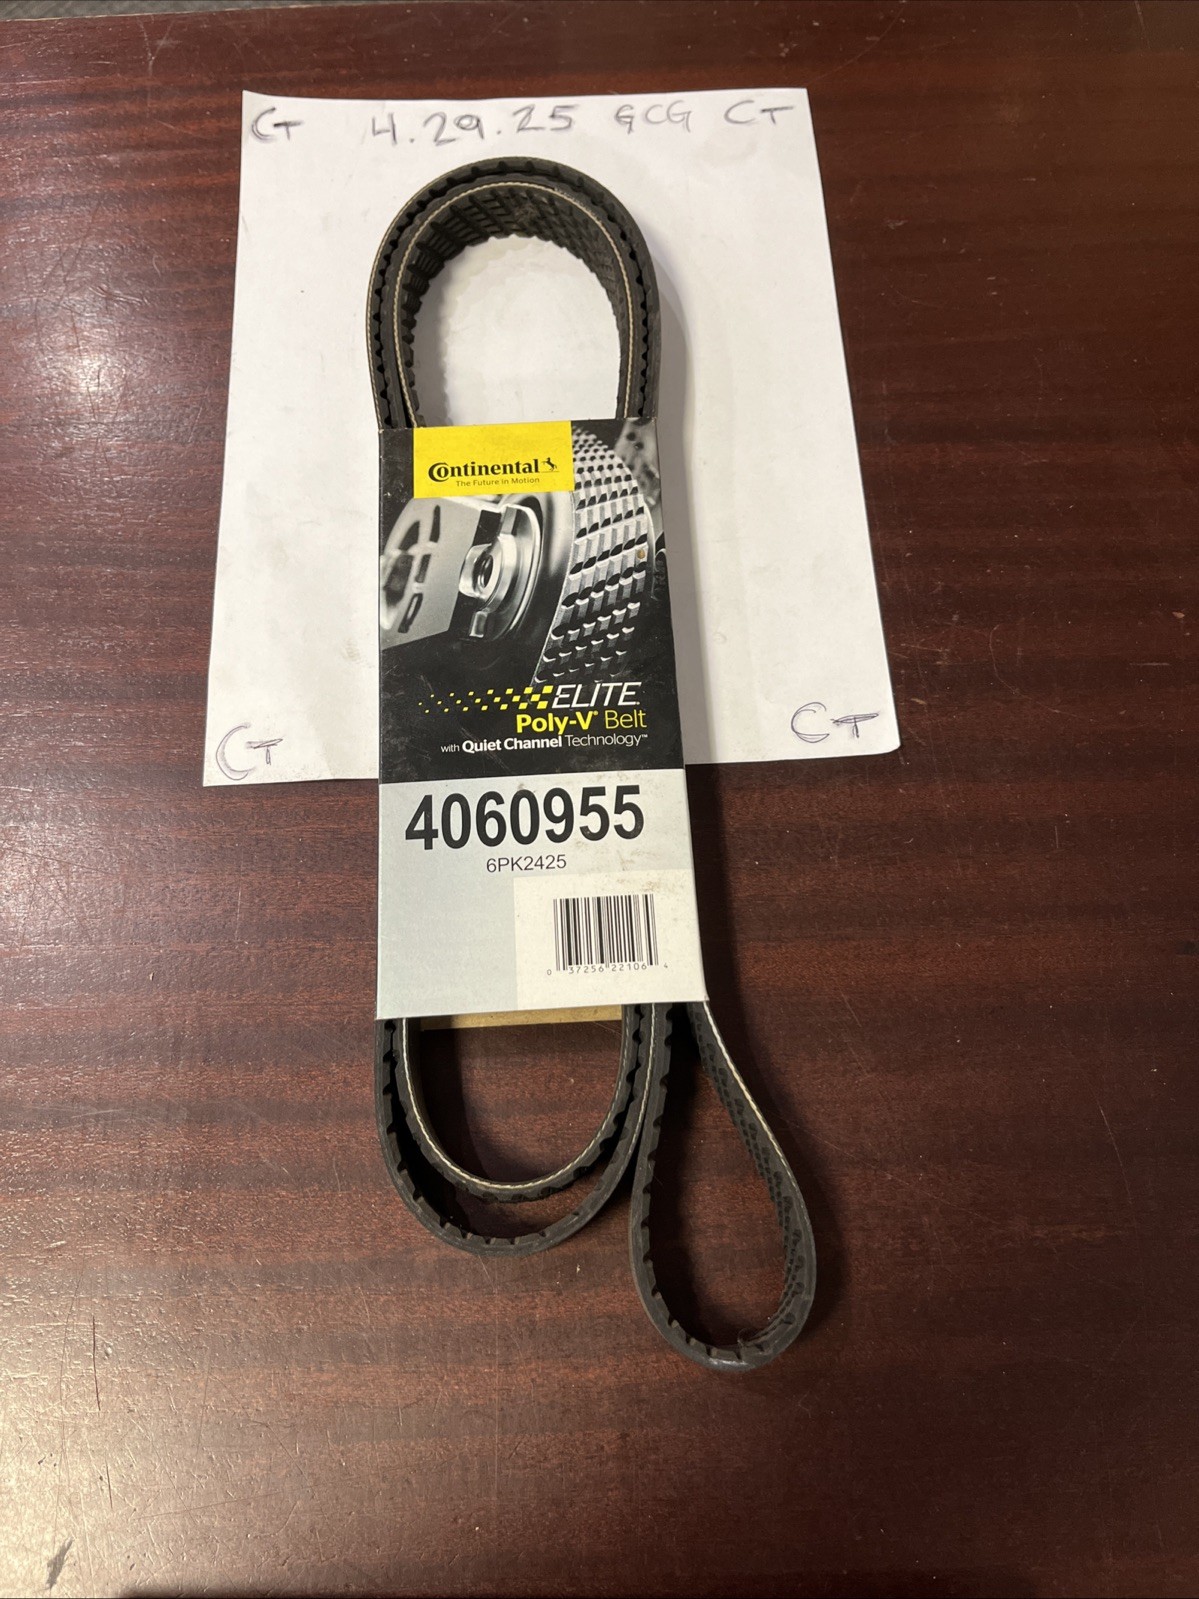 CT 4.29.25 GCG CT
Continental
The Future in Motion
ELITE
Poly-V® Belt
with Quiet Channel Technology™
4060955
6PK2425
0 37256 22106 4
CT CT